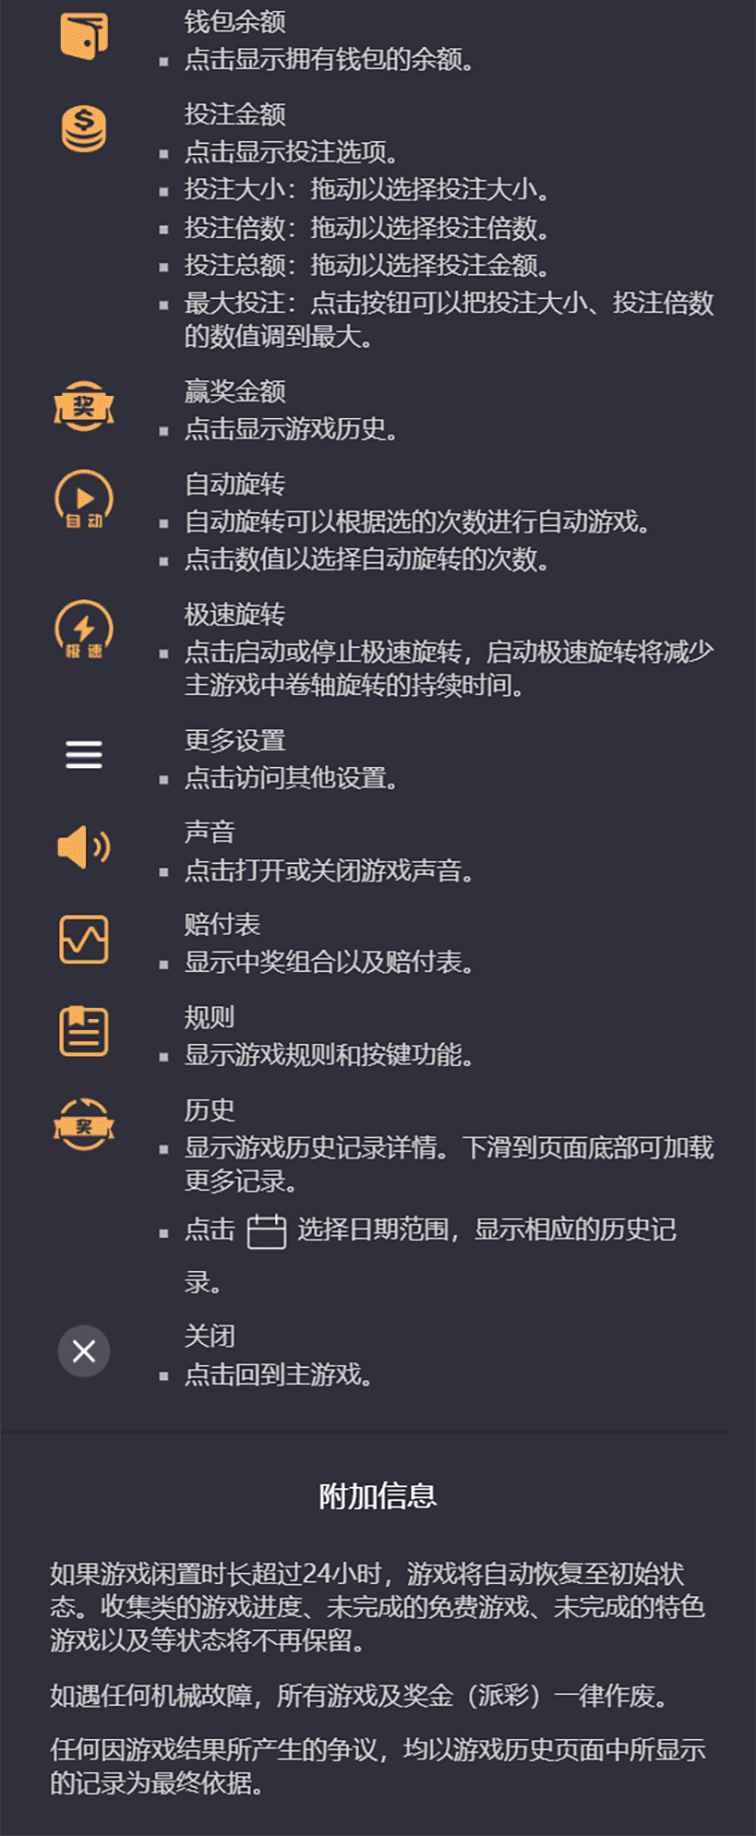 钱包余额
▪ 点击显示拥有钱包的余额。
$
投注金额
▪ 点击显示投注选项。
▪ 投注大小：拖动以选择投注大小。
▪ 投注倍数：拖动以选择投注倍数。
▪ 投注总额：拖动以选择投注金额。
▪ 最大投注：点击按钮可以把投注大小、投注倍数
的数值调到最大。
奖
赢奖金额
▪ 点击显示游戏历史。
自动
自动旋转
▪ 自动旋转可以根据选的次数进行自动游戏。
▪ 点击数值以选择自动旋转的次数。
极速
极速旋转
▪ 点击启动或停止极速旋转，启动极速旋转将减少
主游戏中卷轴旋转的持续时间。
更多设置
▪ 点击访问其他设置。
声音
▪ 点击打开或关闭游戏声音。
赔付表
▪ 显示中奖组合以及赔付表。
规则
▪ 显示游戏规则和按键功能。
奖
历史
▪ 显示游戏历史记录详情。下滑到页面底部可加载
更多记录。
▪ 点击 选择日期范围，显示相应的历史记
录。
关闭
▪ 点击回到主游戏。
附加信息
如果游戏闲置时长超过24小时，游戏将自动恢复至初始状
态。收集类的游戏进度、未完成的免费游戏、未完成的特色
游戏以及等状态将不再保留。
如遇任何机械故障，所有游戏及奖金（派彩）一律作废。
任何因游戏结果所产生的争议，均以游戏历史页面中所显示
的记录为最终依据。